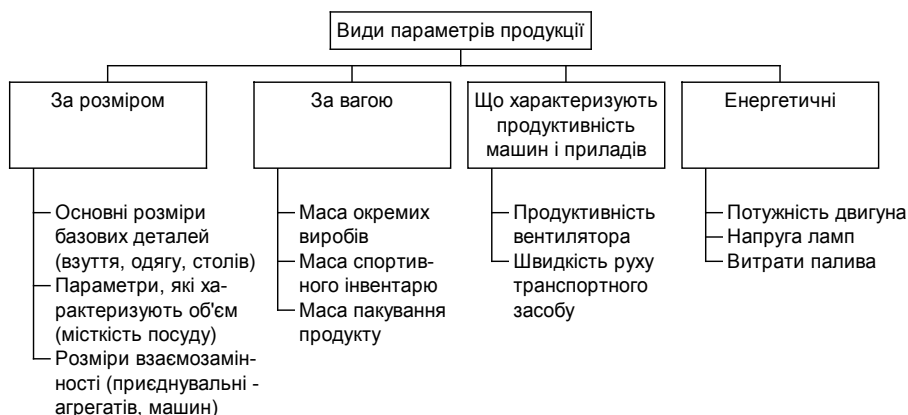 Види параметрів продукції
За розміром
Основні розміри
базових деталей
(взуття, одягу, столів)
Параметри, які ха-
рактеризують об'єм
(місткість посуду)
Розміри взаємозамін-
ності (приєднувальні -
агрегатів, машин)
За вагою
Маса окремих
виробів
Маса спортив-
ного інвентарю
Маса пакування
продукту
Що характеризують
продуктивність
машин і приладів
Продуктивність
вентилятора
Швидкість руху
транспортного
засобу
Енергетичні
Потужність двигуна
Напруга ламп
Витрати палива